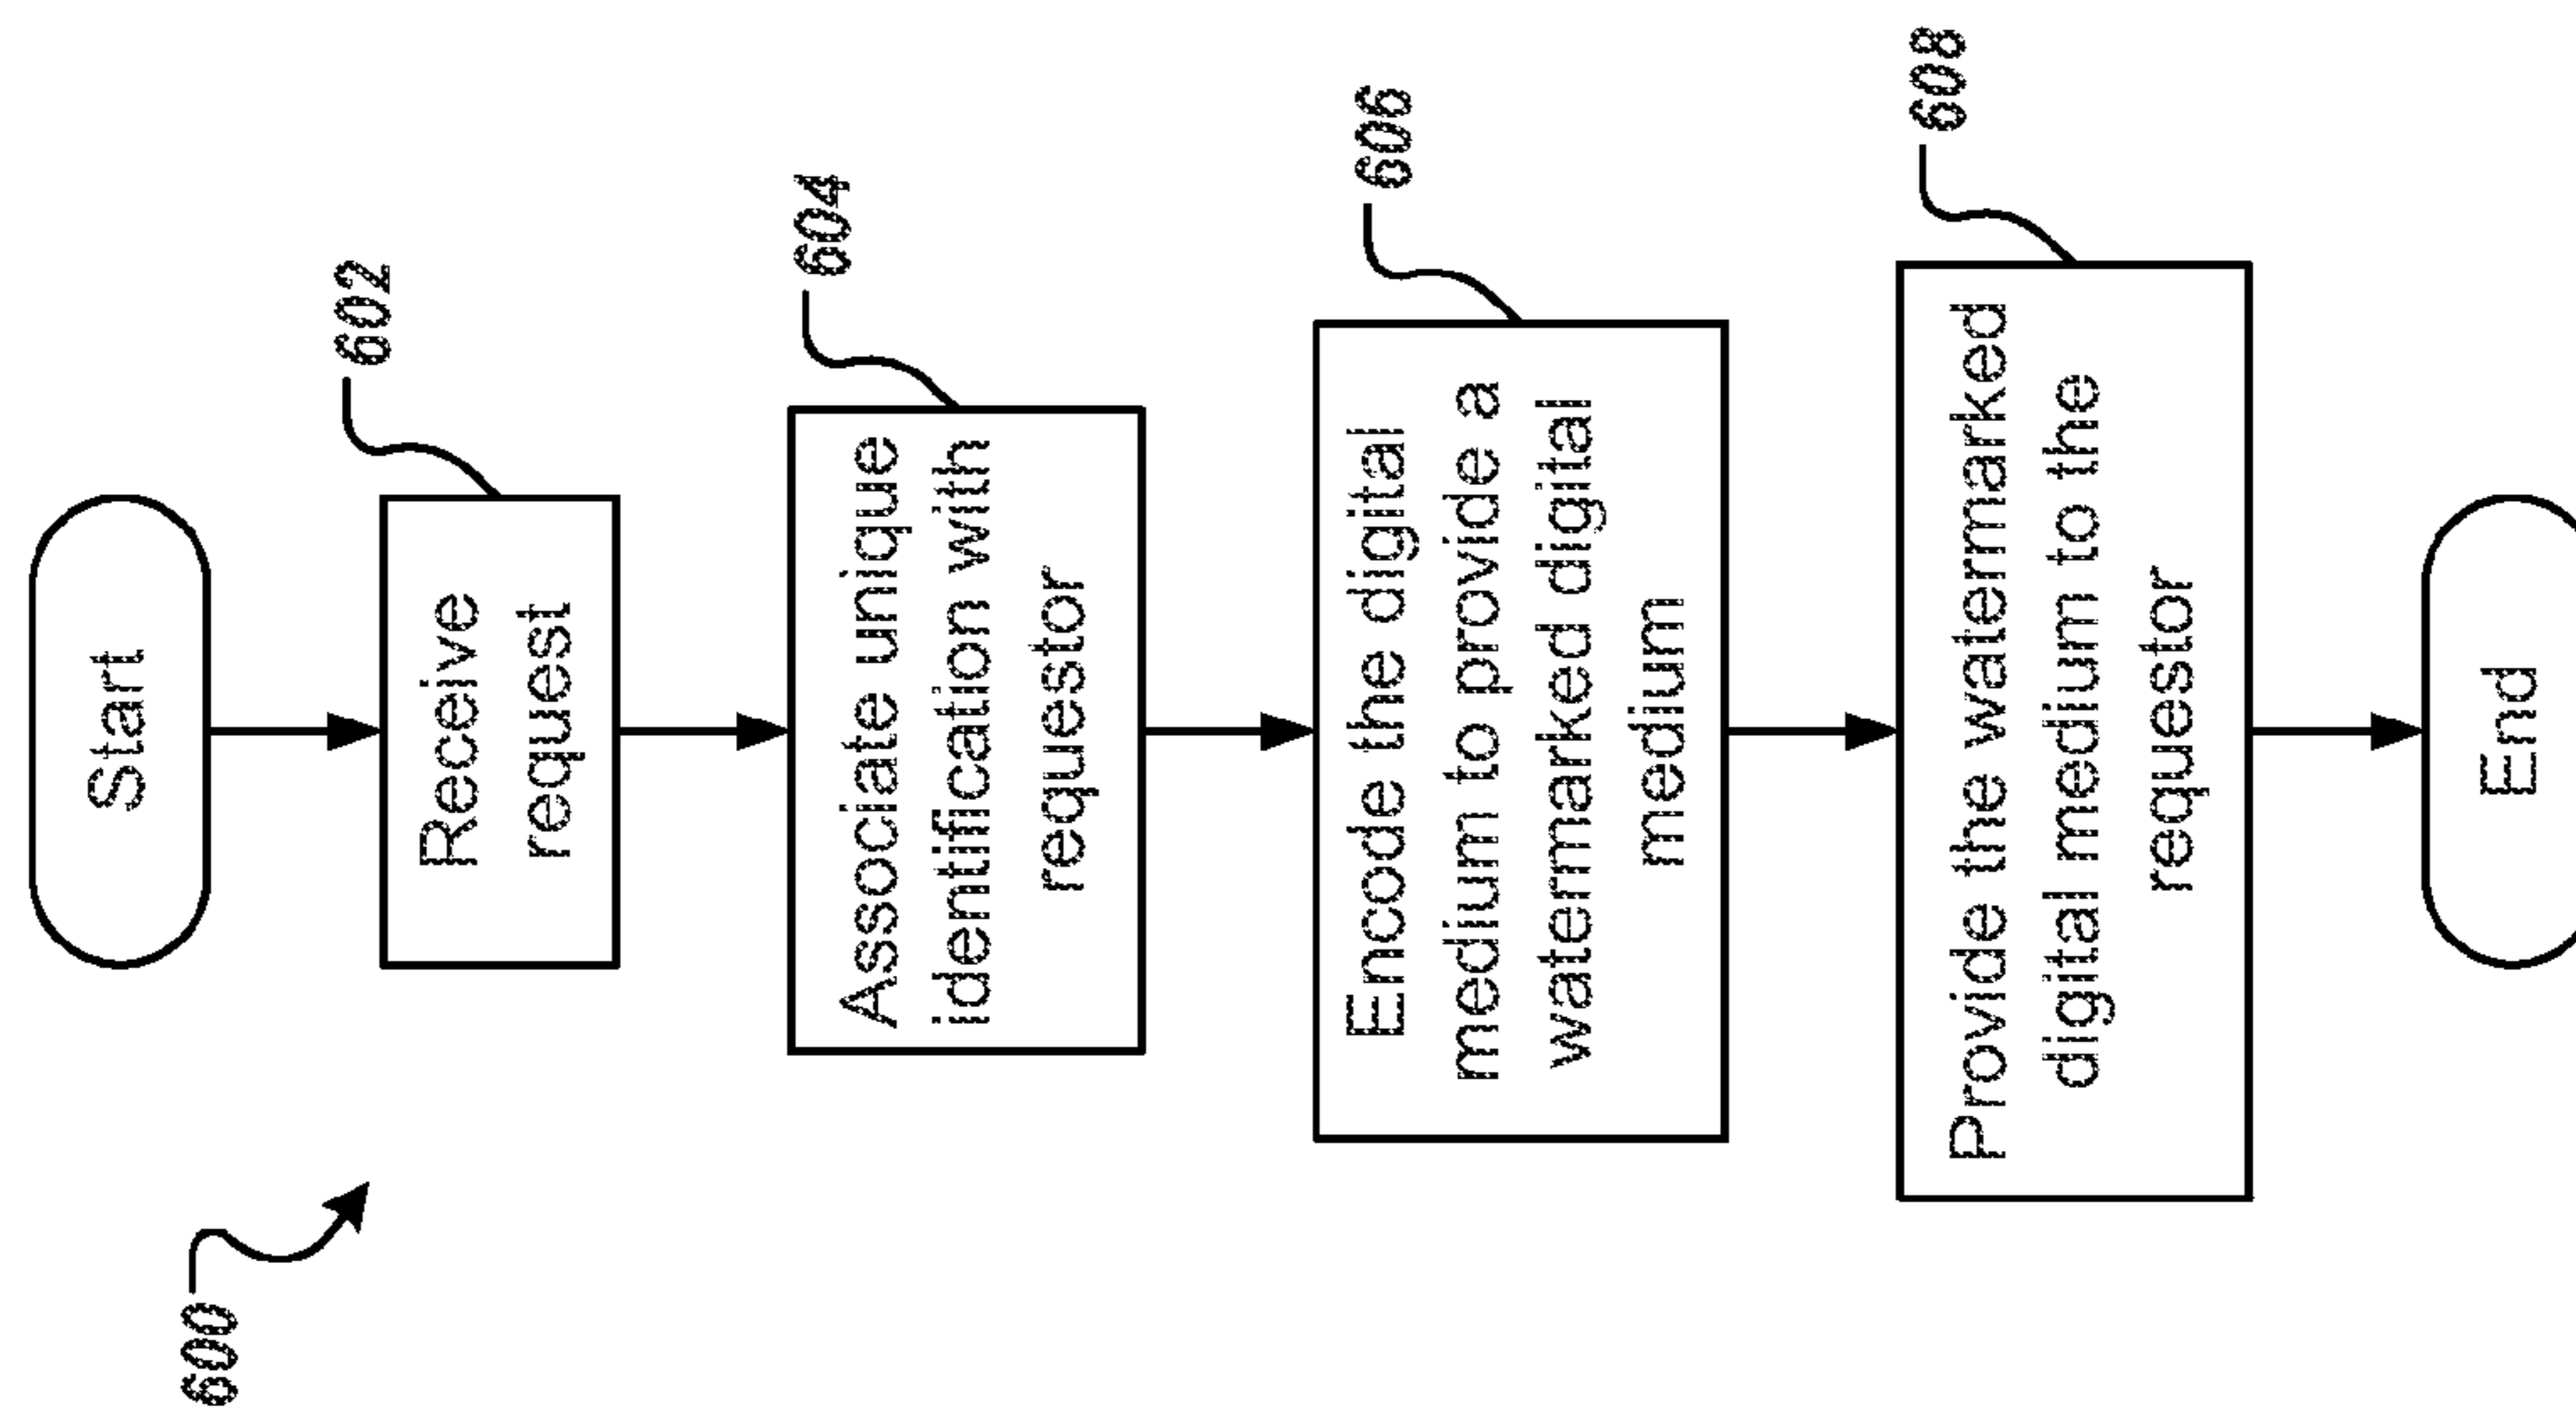 600
Start
602
Receive
request
604
Associate unique
identification with
requestor
606
Encode the digital
medium to provide a
watermarked digital
medium
608
Provide the watermarked
digital medium to the
requestor
End